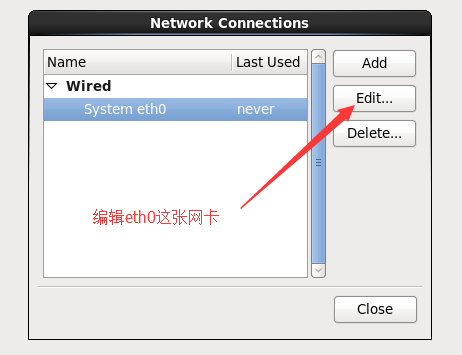 Network Connections
Name Last Used
Wired
System eth0 never
Add
Edit...
Delete...
编辑eth0这张网卡
Close